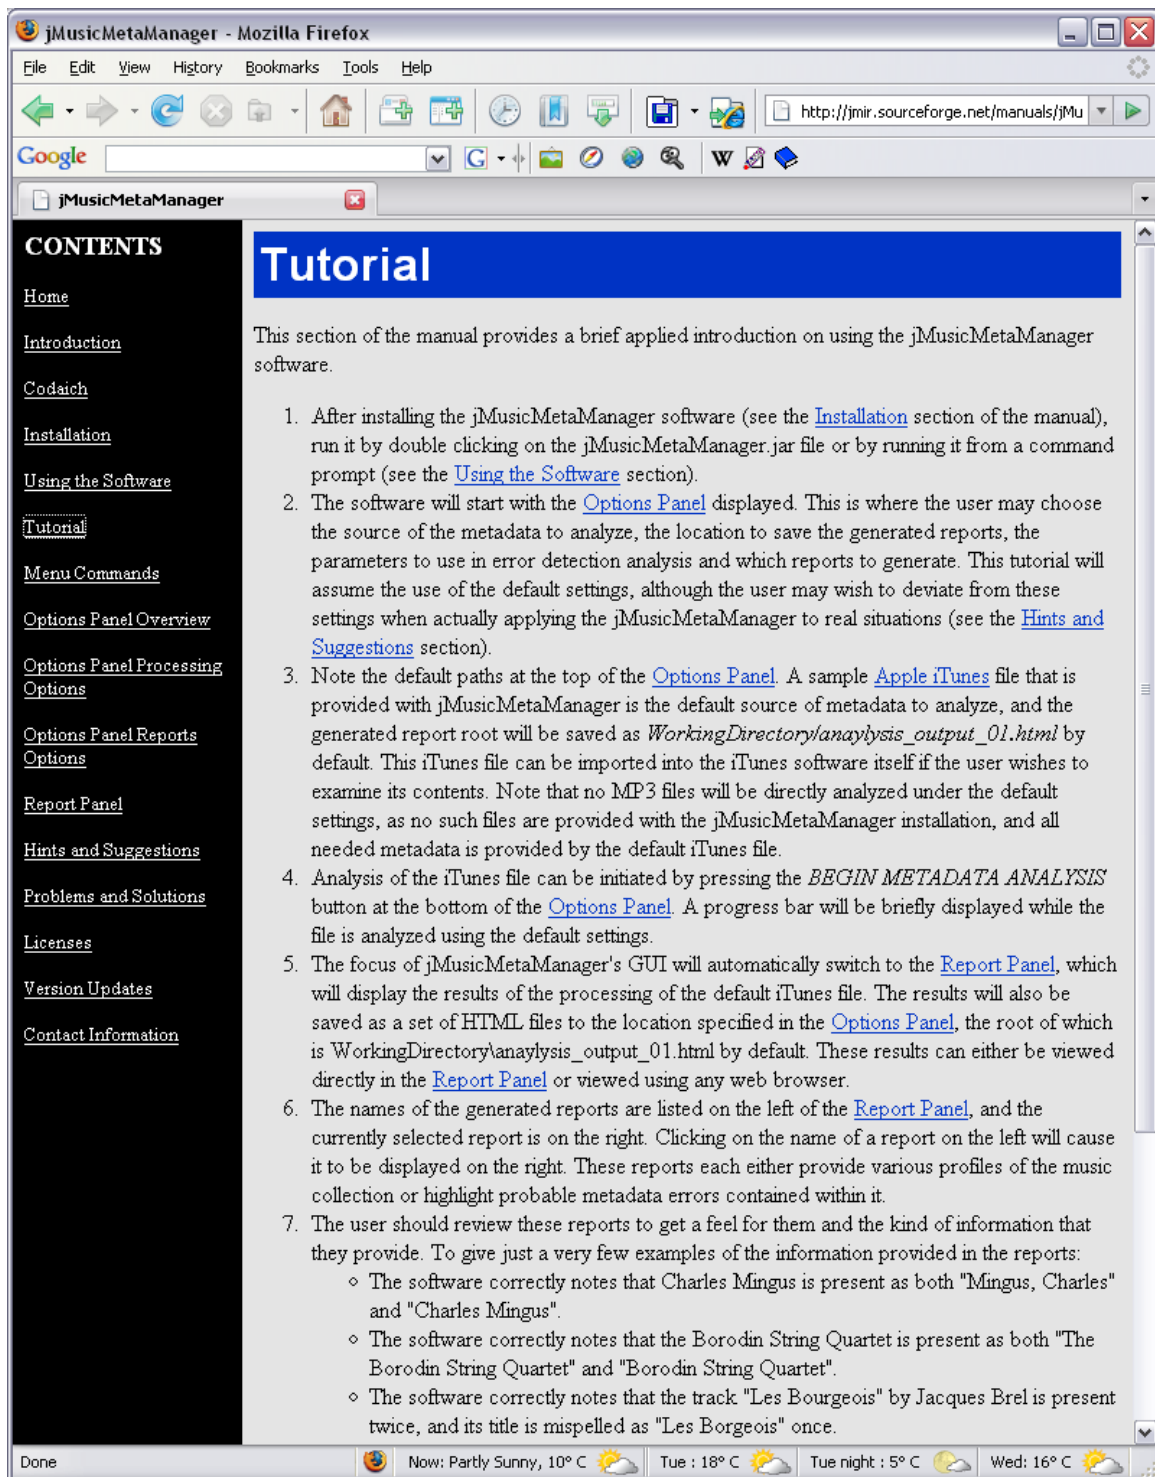 jMusicMetaManager - Mozilla Firefox
File Edit View History Bookmarks Tools Help
http://jmir.sourceforge.net/manuals/jMu
Google
G
W
jMusicMetaManager
CONTENTS
Home
Introduction
Codaich
Installation
Using the Software
Tutorial
Menu Commands
Options Panel Overview
Options Panel Processing
Options
Options Panel Reports
Options
Report Panel
Hints and Suggestions
Problems and Solutions
Licenses
Version Updates
Contact Information
Tutorial
This section of the manual provides a brief applied introduction on using the jMusicMetaManager
software.
1. After installing the jMusicMetaManager software (see the Installation section of the manual),
run it by double clicking on the jMusicMetaManager.jar file or by running it from a command
prompt (see the Using the Software section).
2. The software will start with the Options Panel displayed. This is where the user may choose
the source of the metadata to analyze, the location to save the generated reports, the
parameters to use in error detection analysis and which reports to generate. This tutorial will
assume the use of the default settings, although the user may wish to deviate from these
settings when actually applying the jMusicMetaManager to real situations (see the Hints and
Suggestions section).
3. Note the default paths at the top of the Options Panel. A sample Apple iTunes file that is
provided with jMusicMetaManager is the default source of metadata to analyze, and the
generated report root will be saved as WorkingDirectory/anaylysis_output_01.html by
default. This iTunes file can be imported into the iTunes software itself if the user wishes to
examine its contents. Note that no MP3 files will be directly analyzed under the default
settings, as no such files are provided with the jMusicMetaManager installation, and all
needed metadata is provided by the default iTunes file.
4. Analysis of the iTunes file can be initiated by pressing the BEGIN METADATA ANALYSIS
button at the bottom of the Options Panel. A progress bar will be briefly displayed while the
file is analyzed using the default settings.
5. The focus of jMusicMetaManager's GUI will automatically switch to the Report Panel, which
will display the results of the processing of the default iTunes file. The results will also be
saved as a set of HTML files to the location specified in the Options Panel, the root of which
is WorkingDirectory\anaylysis_output_01.html by default. These results can either be viewed
directly in the Report Panel or viewed using any web browser.
6. The names of the generated reports are listed on the left of the Report Panel, and the
currently selected report is on the right. Clicking on the name of a report on the left will cause
it to be displayed on the right. These reports each either provide various profiles of the music
collection or highlight probable metadata errors contained within it.
7. The user should review these reports to get a feel for them and the kind of information that
they provide. To give just a very few examples of the information provided in the reports:
The software correctly notes that Charles Mingus is present as both "Mingus, Charles"
and "Charles Mingus".
The software correctly notes that the Borodin String Quartet is present as both "The
Borodin String Quartet" and "Borodin String Quartet".
The software correctly notes that the track "Les Bourgeois" by Jacques Brel is present
twice, and its title is mispelled as "Les Borgeois" once.
Done Now: Partly Sunny, 10° C Tue : 18° C Tue night : 5° C Wed: 16° C